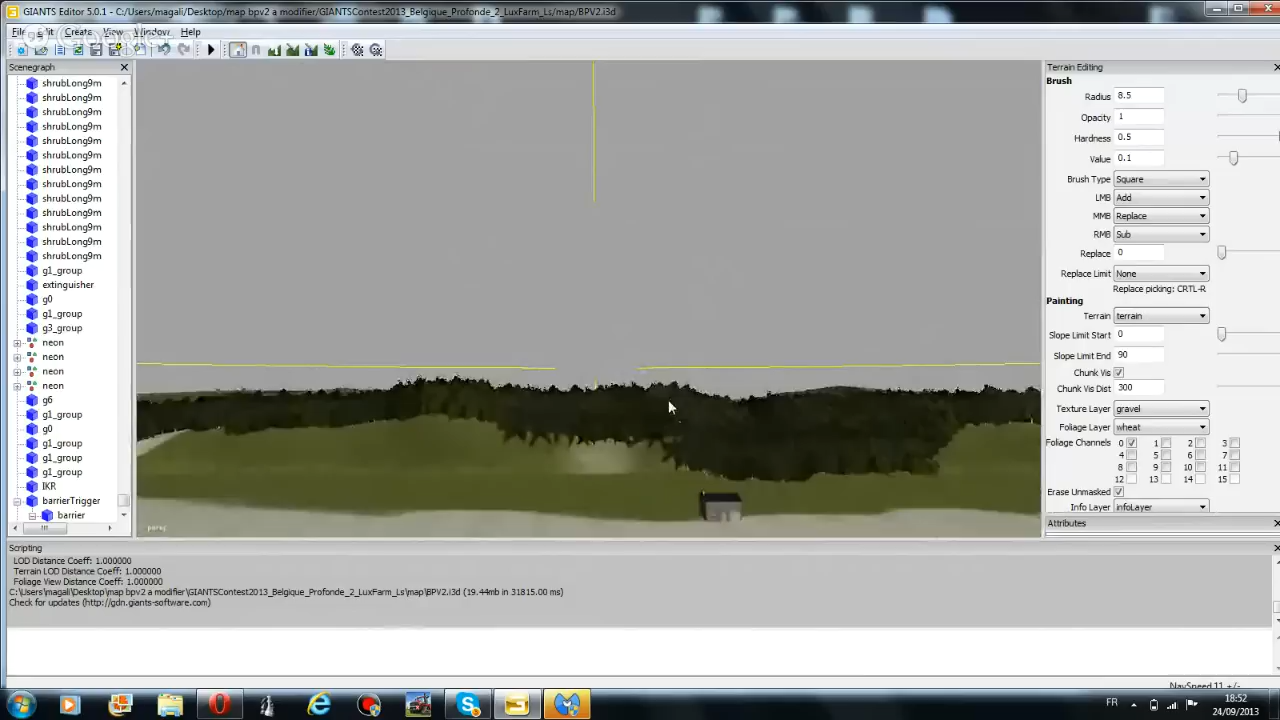 GIANTS Editor 5.0.1 - C:/Users/magali/Desktop/map bpv2 a modifier/GIANTSContest2013_Belgique_Profonde_2_LuxFarm_Ls/map/BPV2.i3d
File Edit Create View Window Help
Scenegraph
shrubLong9m
shrubLong9m
shrubLong9m
shrubLong9m
shrubLong9m
shrubLong9m
shrubLong9m
shrubLong9m
shrubLong9m
shrubLong9m
shrubLong9m
shrubLong9m
shrubLong9m
g1_group
extinguisher
g0
g1_group
g3_group
neon
neon
neon
neon
g6
g1_group
g0
g1_group
g1_group
g1_group
IKR
barrierTrigger
barrier
persp
Terrain Editing
Brush
Radius 8.5
Opacity 1
Hardness 0.5
Value 0.1
Brush Type Square
LMB Add
MMB Replace
RMB Sub
Replace 0
Replace Limit None
Replace picking: CRTL-R
Painting
Terrain terrain
Slope Limit Start 0
Slope Limit End 90
Chunk Vis
Chunk Vis Dist 300
Texture Layer gravel
Foliage Layer wheat
Foliage Channels 0 1 2 3
4 5 6 7
8 9 10 11
12 13 14 15
Erase Unmasked
Info Layer infoLayer
Attributes
Scripting
LOD Distance Coeff: 1.000000
Terrain LOD Distance Coeff: 1.000000
Foliage View Distance Coeff: 1.000000
C:\Users\magali\Desktop\map bpv2 a modifier\GIANTSContest2013_Belgique_Profonde_2_LuxFarm_Ls\map\BPV2.i3d (19.44mb in 31815.00 ms)
Check for updates (http://gdn.giants-software.com)
NavSpeed 11 +/-
FR
18:52
24/09/2013